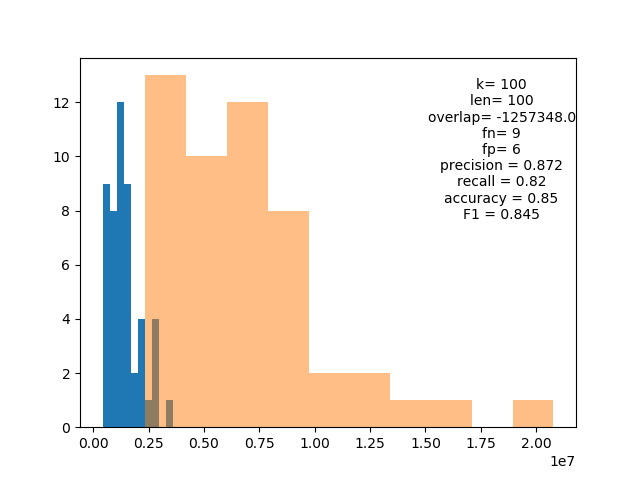 k= 100
len= 100
overlap= -1257348.0
fn= 9
fp= 6
precision = 0.872
recall = 0.82
accuracy = 0.85
F1 = 0.845
12
10
8
6
4
2
0
0.00 0.25 0.50 0.75 1.00 1.25 1.50 1.75 2.00
1e7